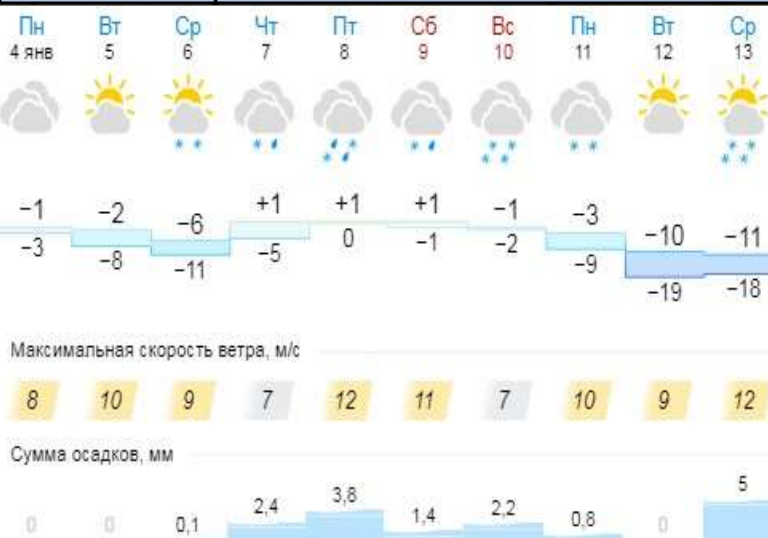 Пн Вт Ср Чт Пт Сб Вс Пн Вт Ср
4 янв 5 6 7 8 9 10 11 12 13
−1 −2 −6 +1 +1 +1 −1 −3 −10 −11
−3 −8 −11 −5 0 −1 −2 −9 −19 −18
Максимальная скорость ветра, м/с
8 10 9 7 12 11 7 10 9 12
Сумма осадков, мм
0 0 0,1 2,4 3,8 1,4 2,2 0,8 0 5